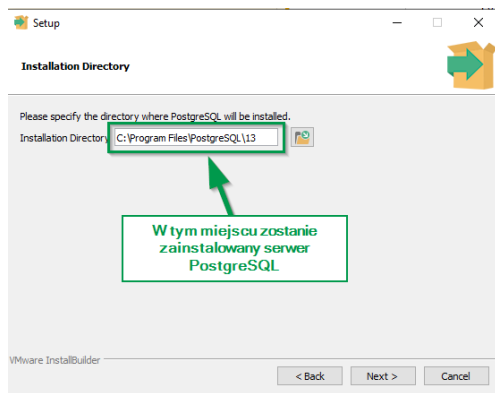 Setup
Installation Directory
Please specify the directory where PostgreSQL will be installed.
Installation Directory C:\Program Files\PostgreSQL\13
W tym miejscu zostanie
zainstalowany serwer
PostgreSQL
VMware InstallBuilder
< Back Next > Cancel